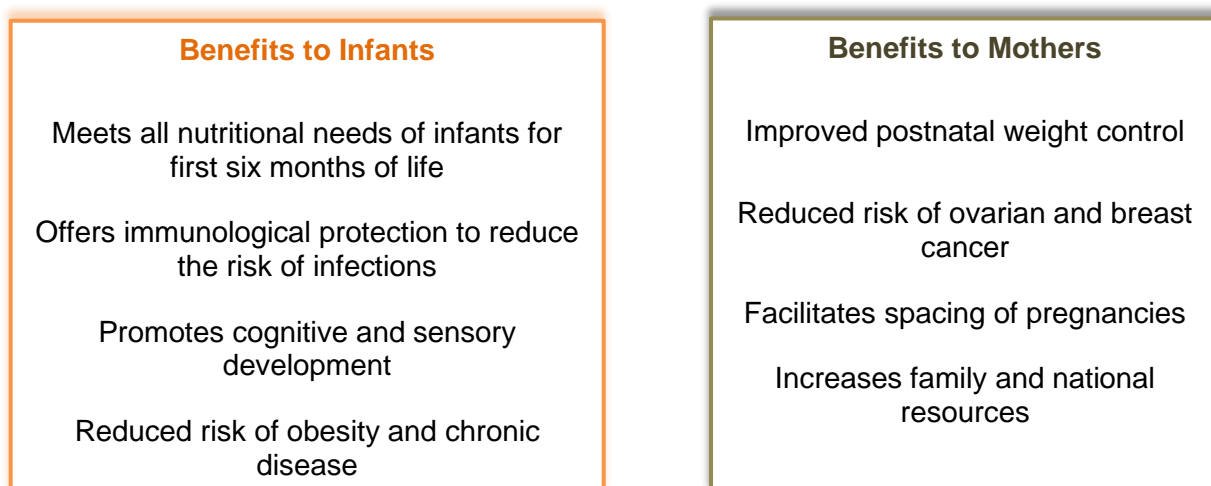 Benefits to Infants
Meets all nutritional needs of infants for
first six months of life
Offers immunological protection to reduce
the risk of infections
Promotes cognitive and sensory
development
Reduced risk of obesity and chronic
disease
Benefits to Mothers
Improved postnatal weight control
Reduced risk of ovarian and breast
cancer
Facilitates spacing of pregnancies
Increases family and national
resources